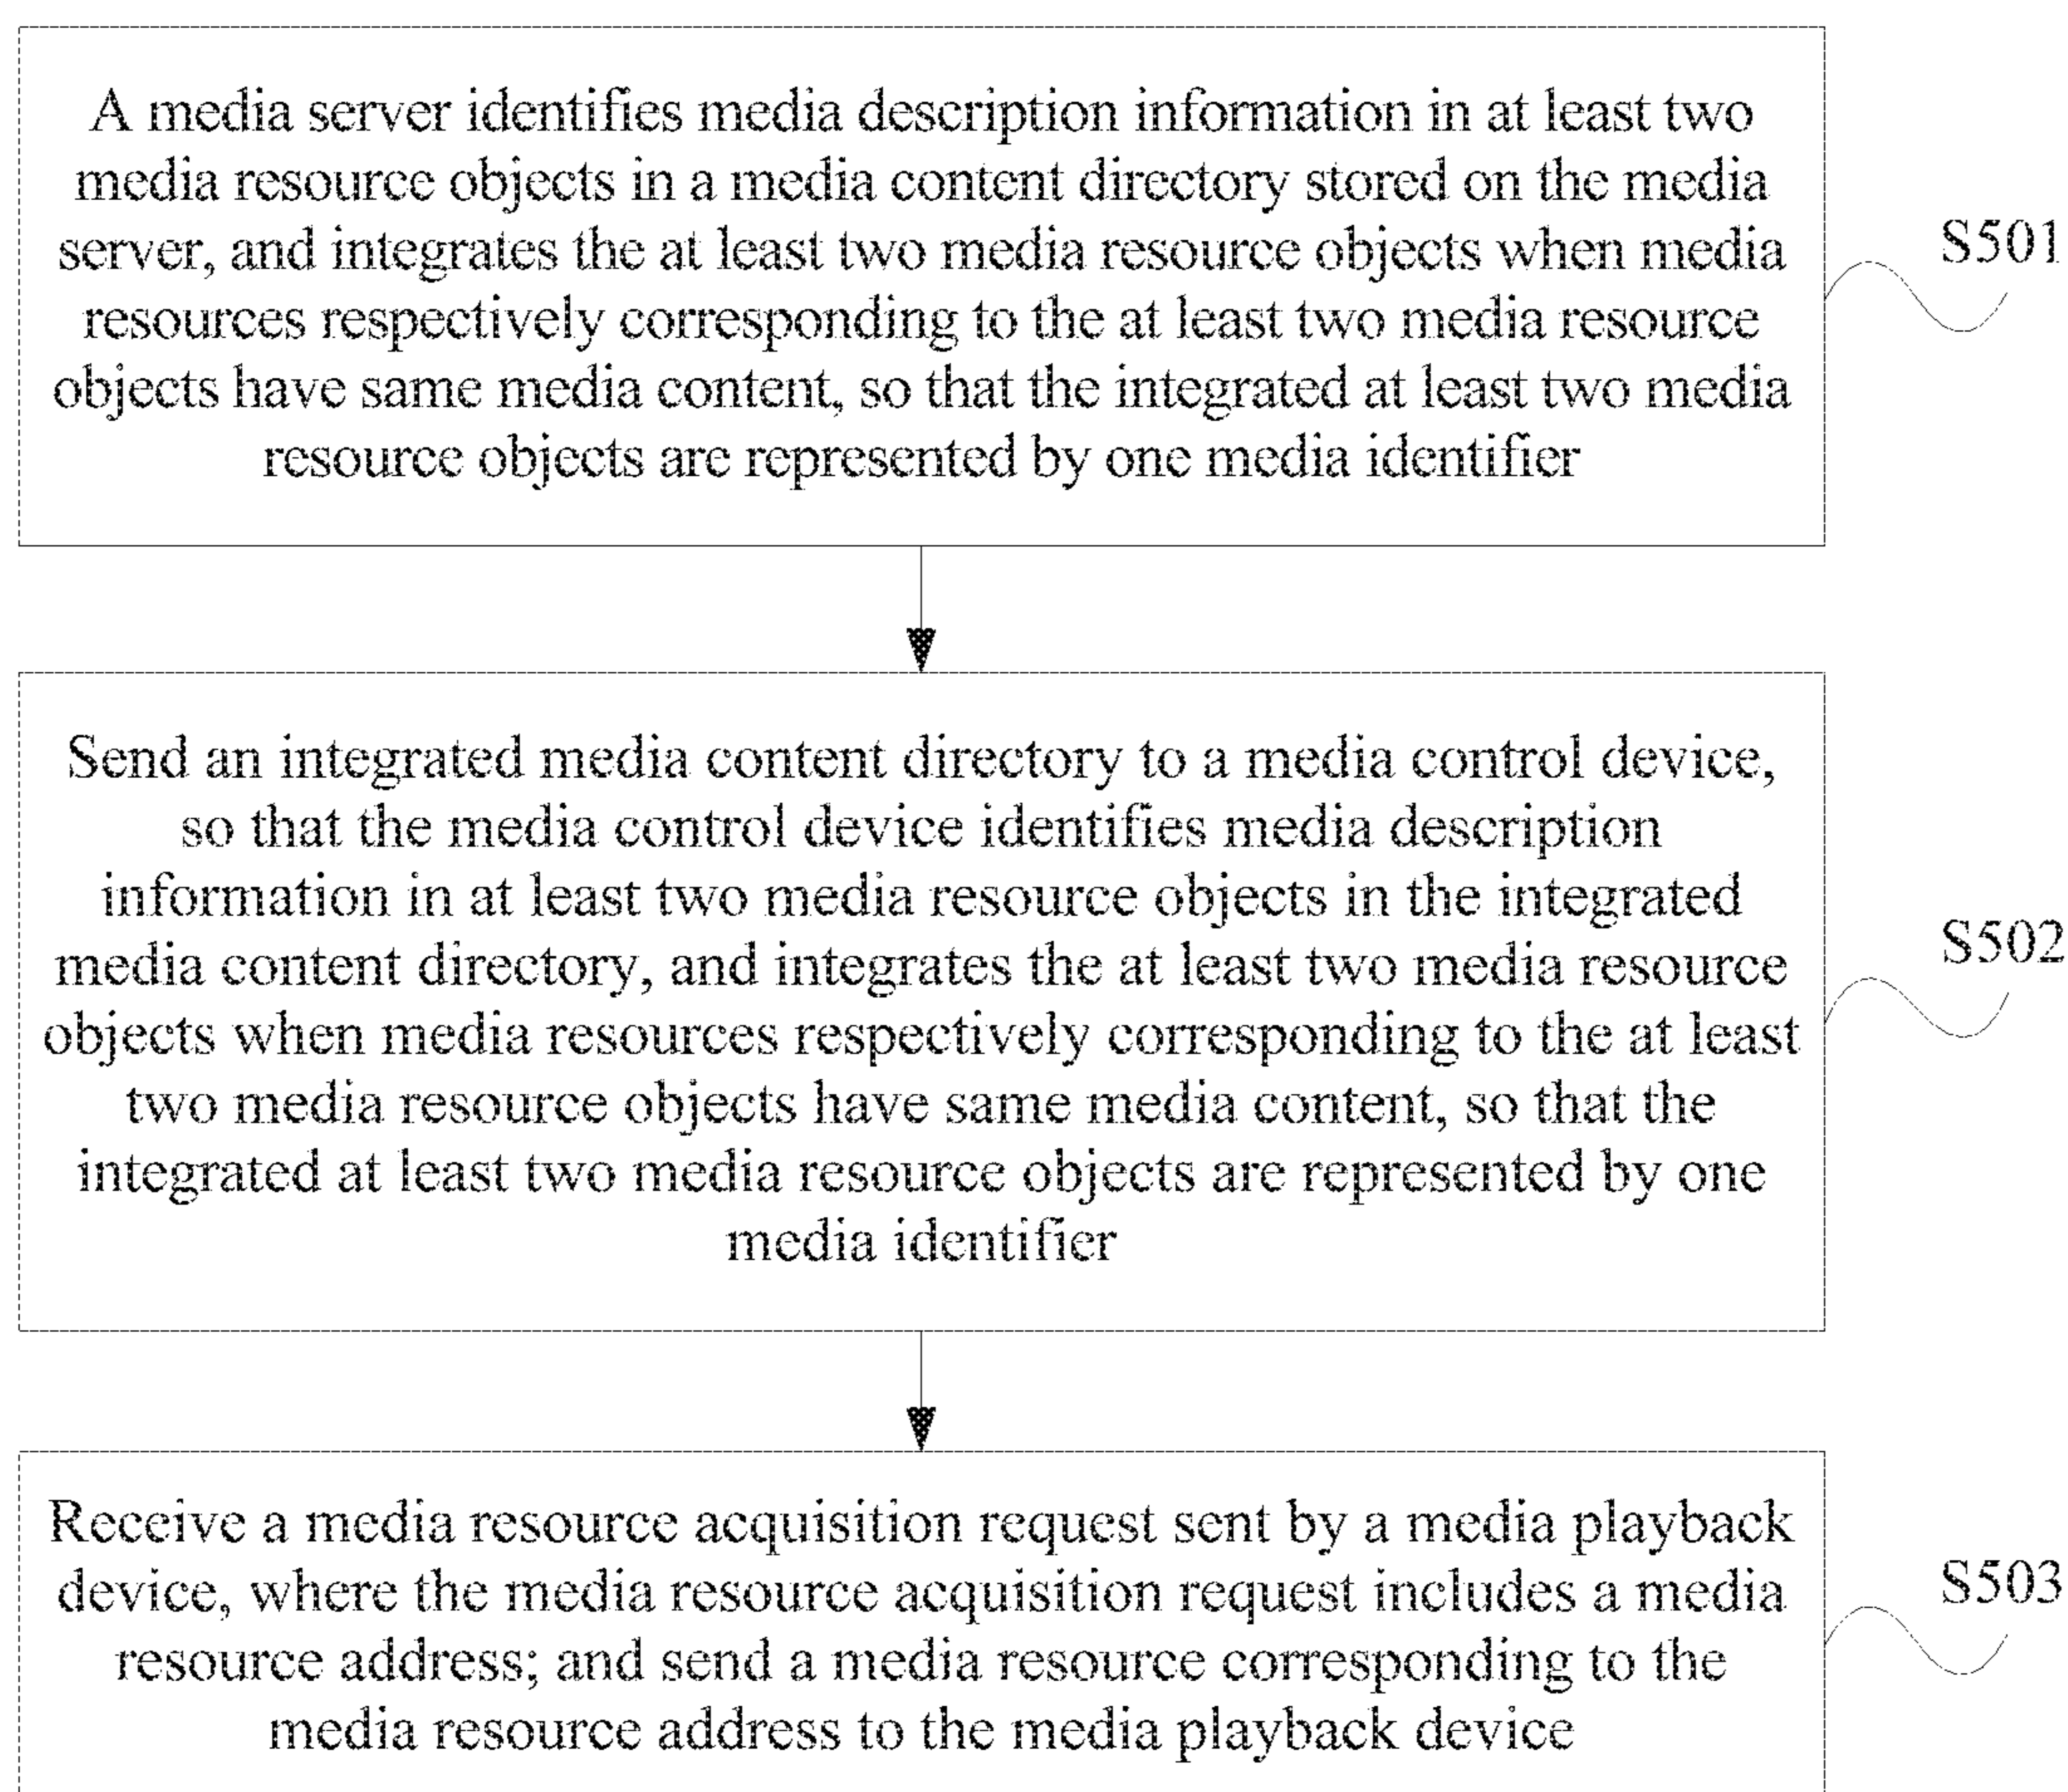 A media server identifies media description information in at least two
media resource objects in a media content directory stored on the media
server, and integrates the at least two media resource objects when media
resources respectively corresponding to the at least two media resource
objects have same media content, so that the integrated at least two media
resource objects are represented by one media identifier
S501
Send an integrated media content directory to a media control device,
so that the media control device identifies media description
information in at least two media resource objects in the integrated
media content directory, and integrates the at least two media resource
objects when media resources respectively corresponding to the at least
two media resource objects have same media content, so that the
integrated at least two media resource objects are represented by one
media identifier
S502
Receive a media resource acquisition request sent by a media playback
device, where the media resource acquisition request includes a media
resource address; and send a media resource corresponding to the
media resource address to the media playback device
S503